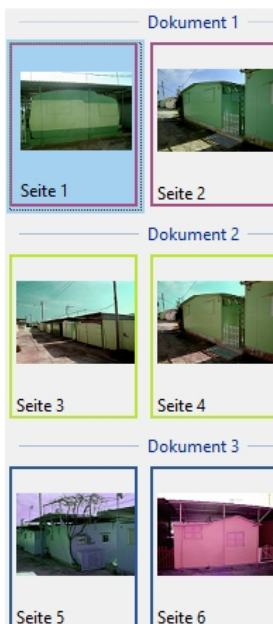 Dokument 1
Seite 1
Seite 2
Dokument 2
Seite 3
Seite 4
Dokument 3
Seite 5
Seite 6